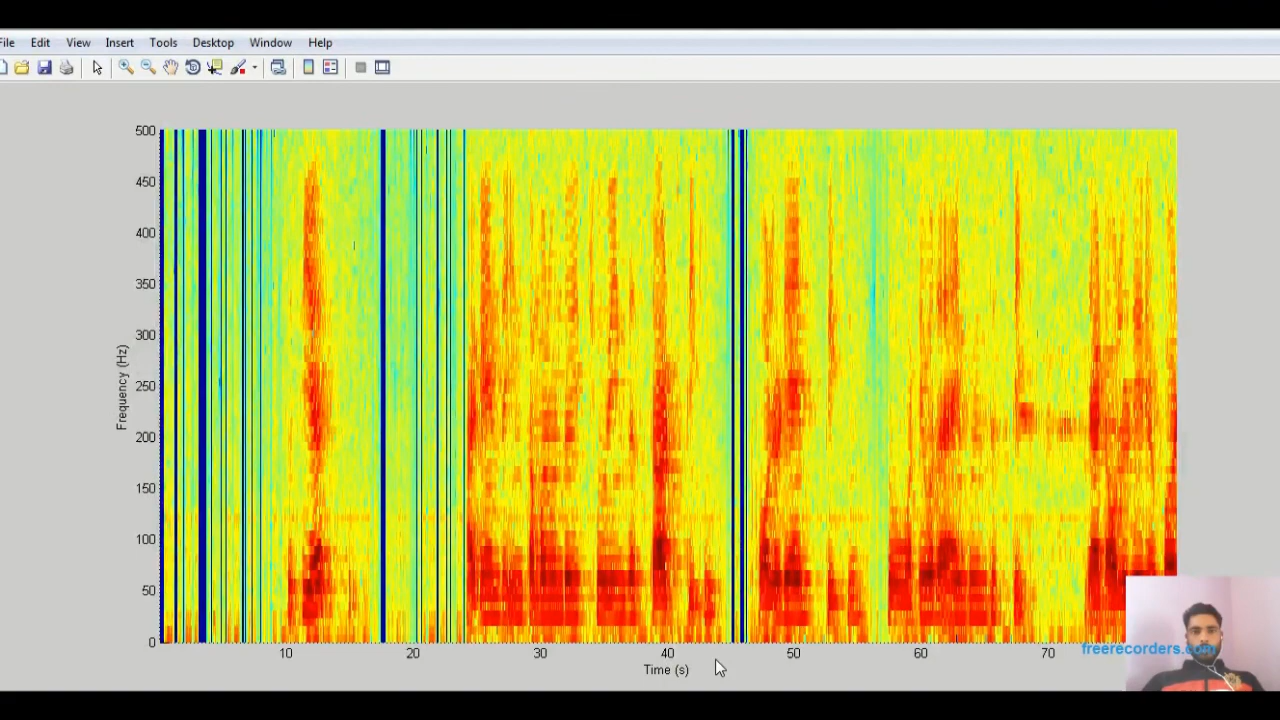 File Edit View Insert Tools Desktop Window Help
500
450
400
350
300
250
200
150
100
50
0
Frequency (Hz)
10 20 30 40 50 60 70
Time (s)
freerecorders.com